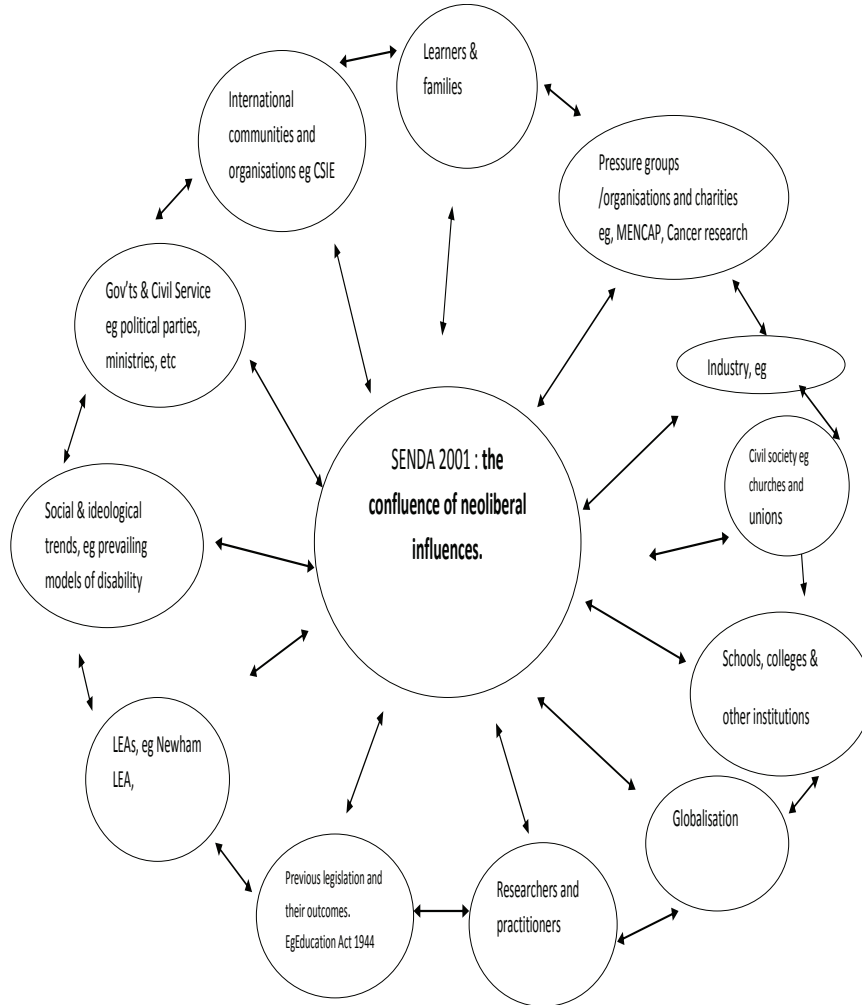 Learners &
families
International
communities and
organisations eg CSIE
Pressure groups
/organisations and charities
eg, MENCAP, Cancer research
Gov'ts & Civil Service
eg political parties,
ministries, etc
Industry, eg
SENDA 2001 : the
confluence of neoliberal
influences.
Civil society eg
churches and
unions
Social & ideological
trends, eg prevailing
models of disability
Schools, colleges &
other institutions
LEAs, eg Newham
LEA,
Globalisation
Previous legislation and
their outcomes.
EgEducation Act 1944
Researchers and
practitioners